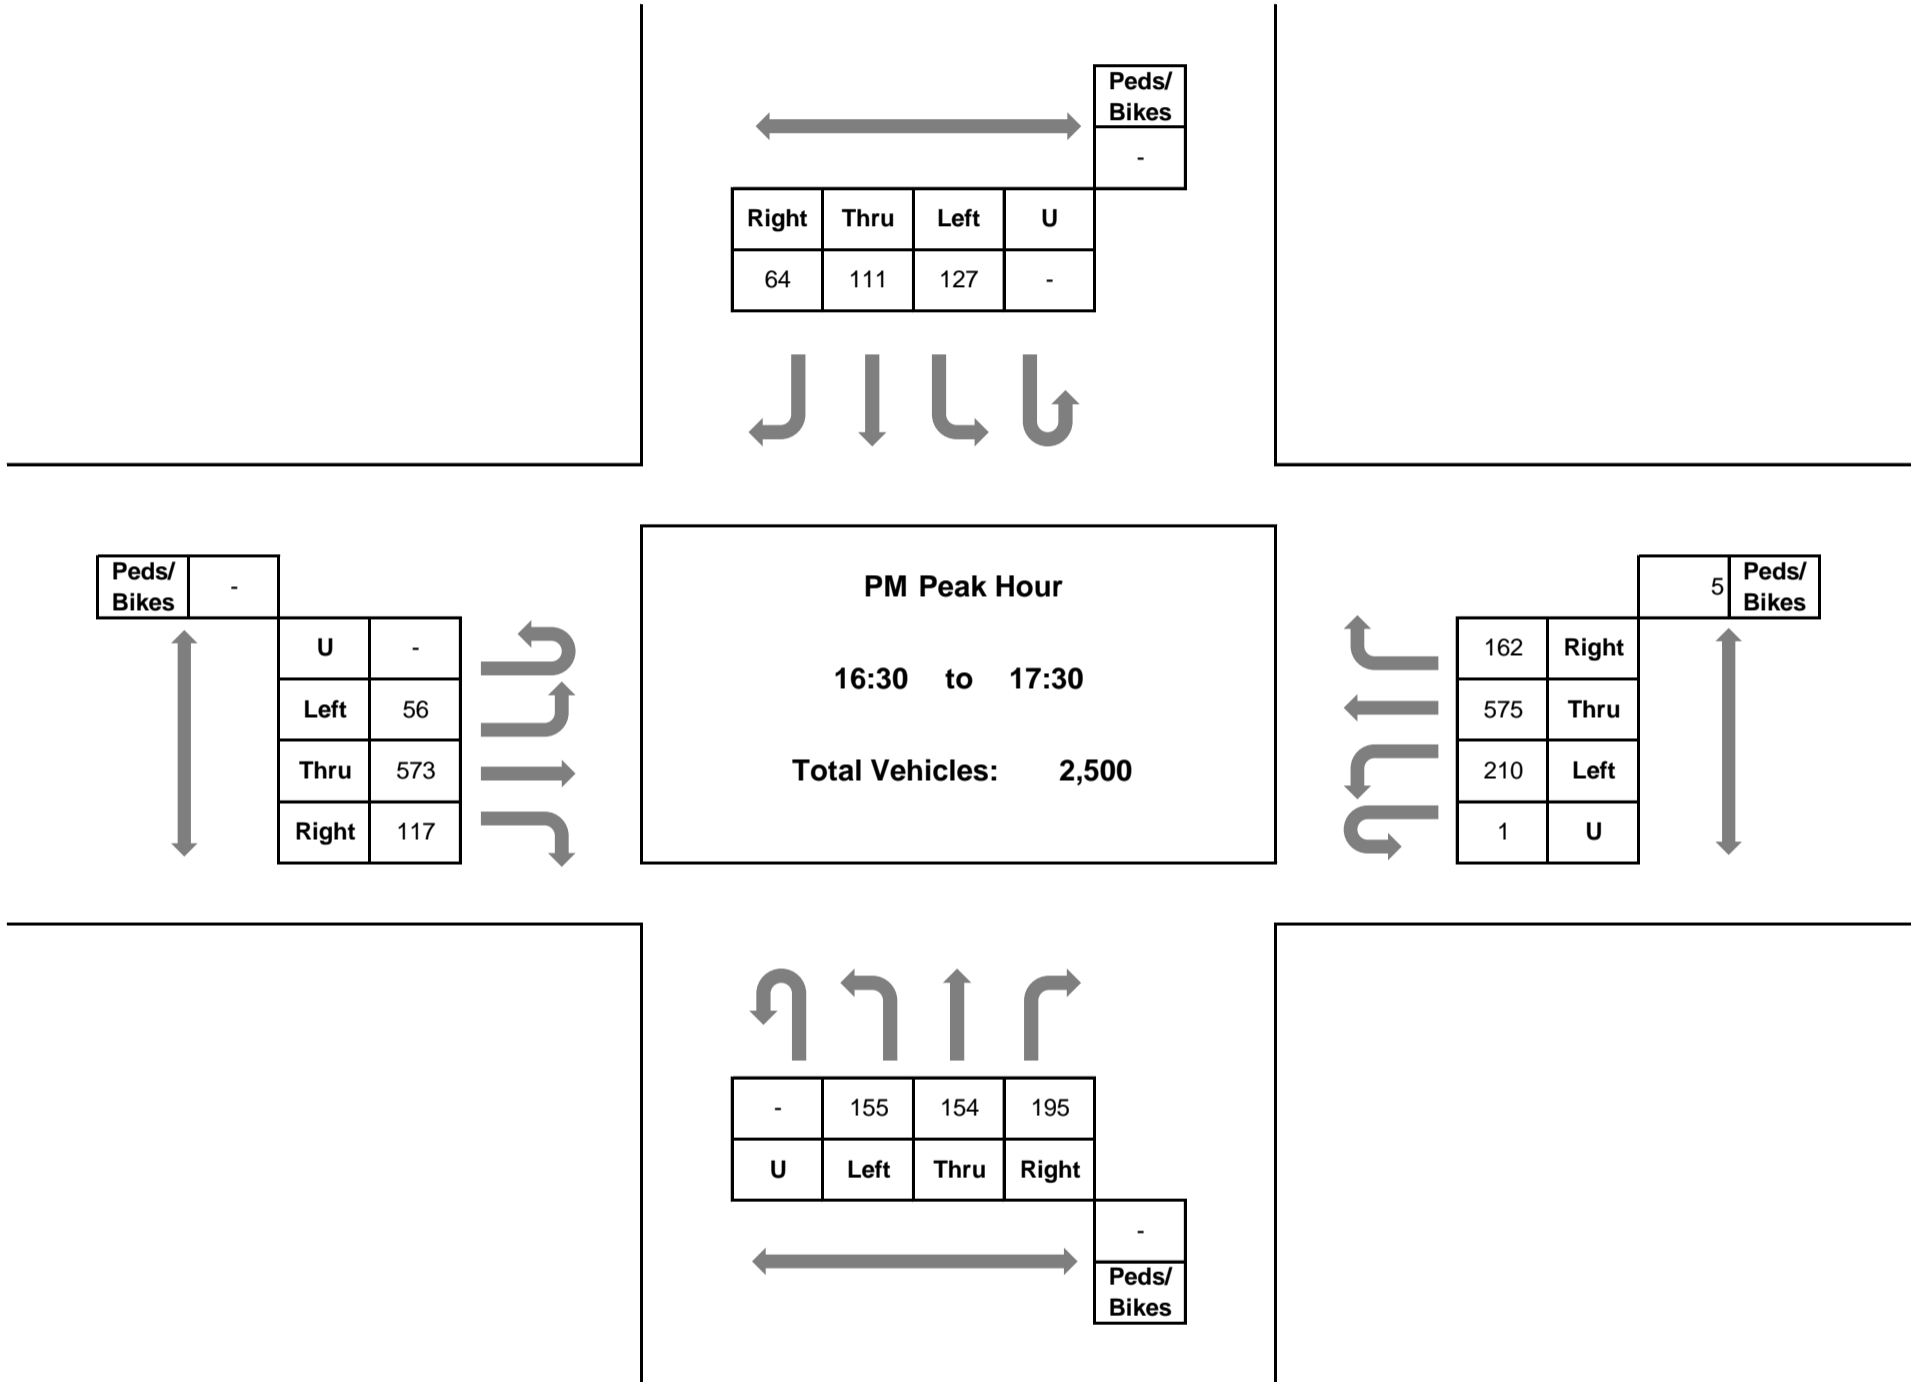 Peds/
Bikes
-
Right Thru Left U
64 111 127 -
Peds/
Bikes
-
U -
Left 56
Thru 573
Right 117
PM Peak Hour
16:30 to 17:30
Total Vehicles: 2,500
5
Peds/
Bikes
162 Right
575 Thru
210 Left
1 U
- 155 154 195
U Left Thru Right
-
Peds/
Bikes